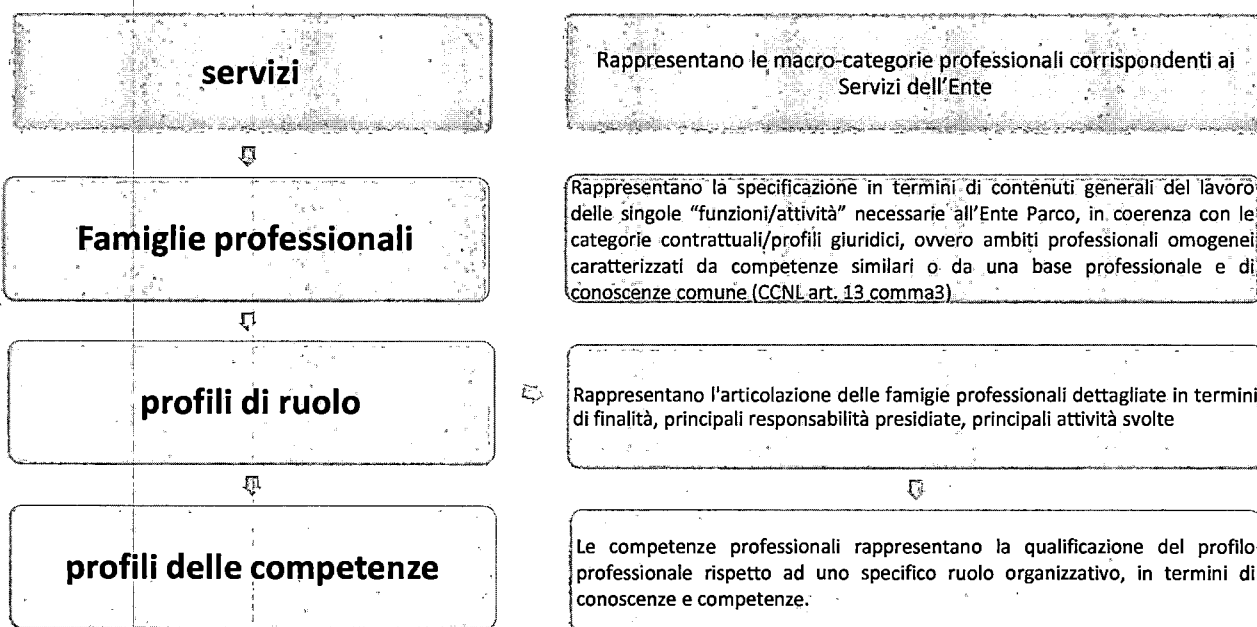 servizi
Rappresentano le macro-categorie professionali corrispondenti ai
Servizi dell'Ente
Famiglie professionali
Rappresentano la specificazione in termini di contenuti generali del lavoro
delle singole "funzioni/attività" necessarie all'Ente Parco, in coerenza con le
categorie contrattuali/profili giuridici, ovvero ambiti professionali omogenei
caratterizzati da competenze similari o da una base professionale e di
conoscenze comune (CCNL art. 13 comma3)
profili di ruolo
Rappresentano l'articolazione delle famigie professionali dettagliate in termini
di finalità, principali responsabilità presidiate, principali attività svolte
profili delle competenze
Le competenze professionali rappresentano la qualificazione del profilo
professionale rispetto ad uno specifico ruolo organizzativo, in termini di
conoscenze e competenze.